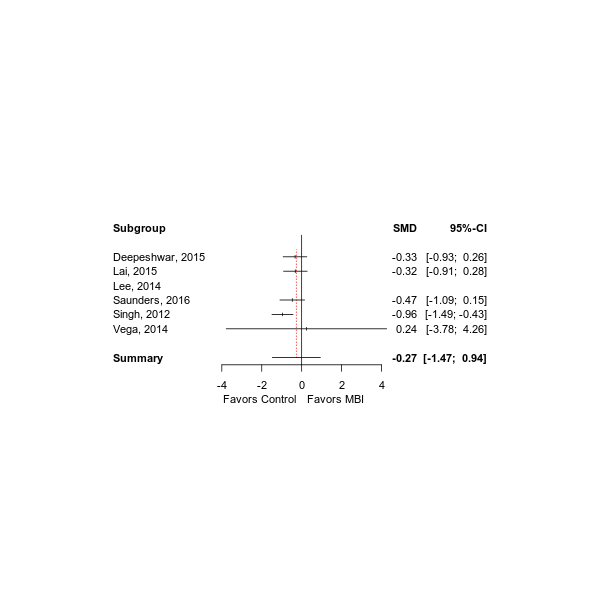 Subgroup SMD 95%-CI
Deepeshwar, 2015 -0.33 [-0.93; 0.26]
Lai, 2015 -0.32 [-0.91; 0.28]
Lee, 2014
Saunders, 2016 -0.47 [-1.09; 0.15]
Singh, 2012 -0.96 [-1.49; -0.43]
Vega, 2014 0.24 [-3.78; 4.26]
Summary -0.27 [-1.47; 0.94]
-4 -2 0 2 4
Favors Control Favors MBI